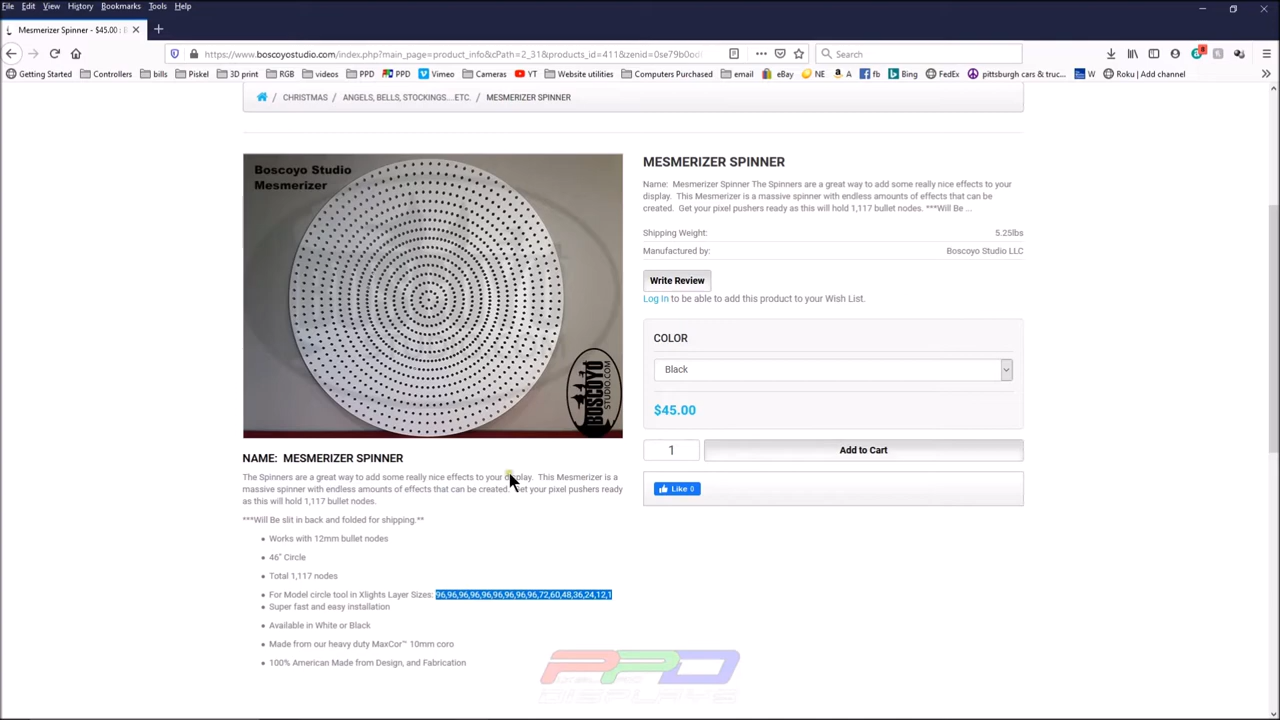 File Edit View History Bookmarks Tools Help
Mesmerizer Spinner - $45.00 : B
https://www.boscoyostudio.com/index.php?main_page=product_info&cPath=2_31&products_id=411&zenid=0se79b0od
Search
Getting Started Controllers bills Piskel 3D print RGB videos PPD PPD Vimeo Cameras YT Website utilities Computers Purchased email eBay NE A fb Bing FedEx pittsburgh cars & truc... W Roku | Add channel
/ CHRISTMAS / ANGELS, BELLS, STOCKINGS....ETC. / MESMERIZER SPINNER
Boscoyo Studio
Mesmerizer
BOSCOYO
STUDIO.COM
MESMERIZER SPINNER
Name: Mesmerizer Spinner The Spinners are a great way to add some really nice effects to your
display. This Mesmerizer is a massive spinner with endless amounts of effects that can be
created. Get your pixel pushers ready as this will hold 1,117 bullet nodes. ***Will Be ...
Shipping Weight: 5.25lbs
Manufactured by: Boscoyo Studio LLC
Write Review
Log In to be able to add this product to your Wish List.
COLOR
Black
$45.00
1 Add to Cart
Like 0
NAME: MESMERIZER SPINNER
The Spinners are a great way to add some really nice effects to your display. This Mesmerizer is a
massive spinner with endless amounts of effects that can be created. Get your pixel pushers ready
as this will hold 1,117 bullet nodes.
***Will Be slit in back and folded for shipping.**
Works with 12mm bullet nodes
46" Circle
Total 1,117 nodes
For Model circle tool in Xlights Layer Sizes: 96,96,96,96,96,96,96,96,96,72,60,48,36,24,12,1
Super fast and easy installation
Available in White or Black
Made from our heavy duty MaxCor™ 10mm coro
100% American Made from Design, and Fabrication
PPD
DISPLAYS